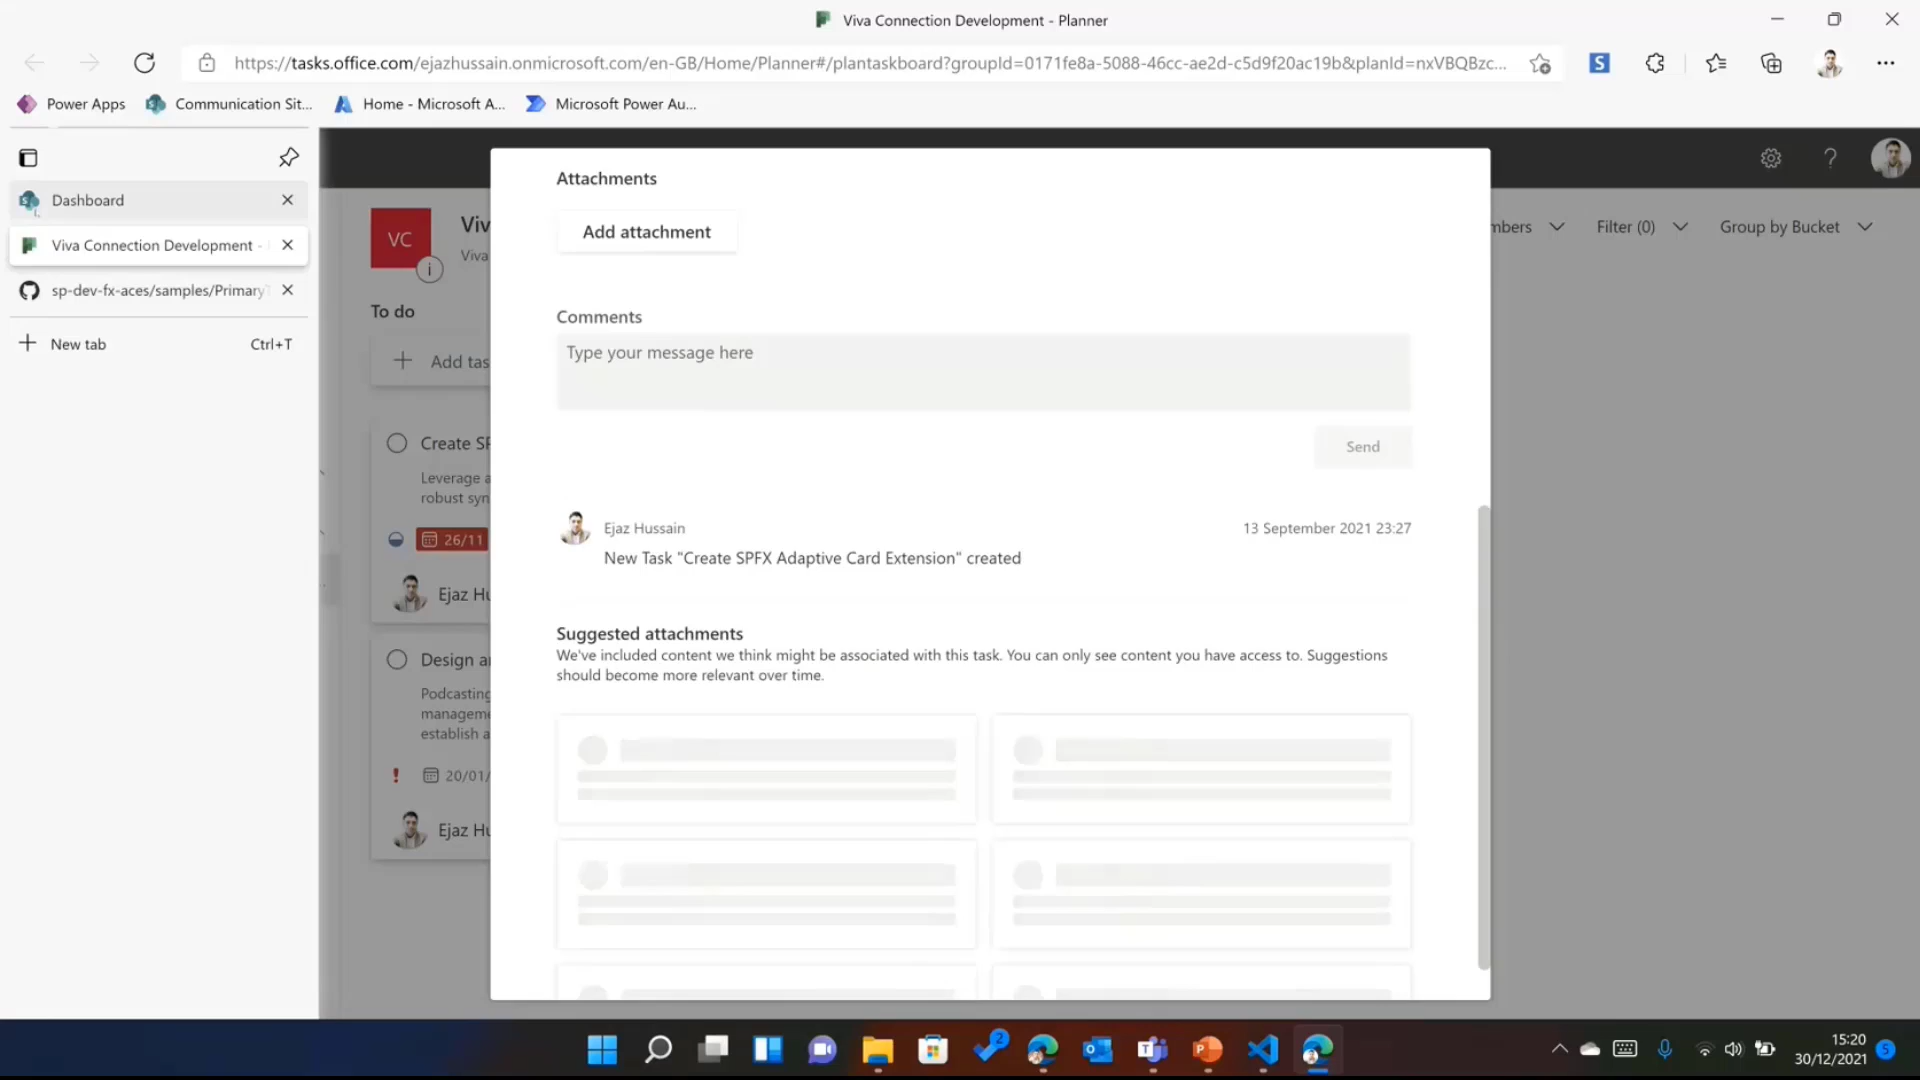 Viva Connection Development - Planner
https://tasks.office.com/ejazhussain.onmicrosoft.com/en-GB/Home/Planner#/plantaskboard?groupId=0171fe8a-5088-46cc-ae2d-c5d9f20ac19b&planId=nxVBQBzc...
S
Power Apps
Communication Sit...
Home - Microsoft A...
Microsoft Power Au...
Dashboard
Viva Connection Development -
sp-dev-fx-aces/samples/Primary
New tab
Ctrl+T
VC
Viv
Viva
mbers
Filter (0)
Group by Bucket
To do
Add tas
Create SP
Leverage a
robust syn
26/11
Ejaz Hu
Design a
Podcasting
manageme
establish a
20/01/
Ejaz Hu
Attachments
Add attachment
Comments
Type your message here
Send
Ejaz Hussain
13 September 2021 23:27
New Task "Create SPFX Adaptive Card Extension" created
Suggested attachments
We've included content we think might be associated with this task. You can only see content you have access to. Suggestions
should become more relevant over time.
2
15:20
30/12/2021
5